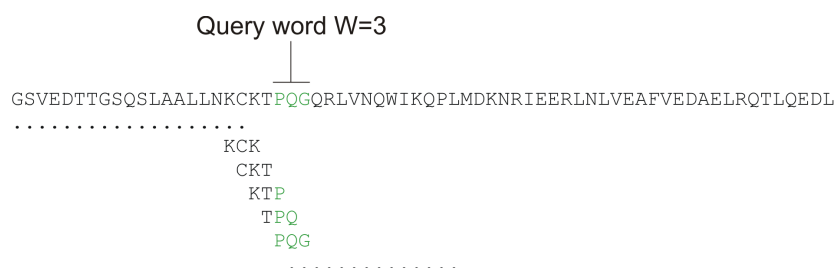 Query word W=3
GSVEDTTGSQSLAALLNKCKTPQGQRLVNQWIKQPLMDKNRIEERLNLVEAFVEDAELRQTLQEDL
...................
KCK
CKT
KTP
TPQ
PQG
..............